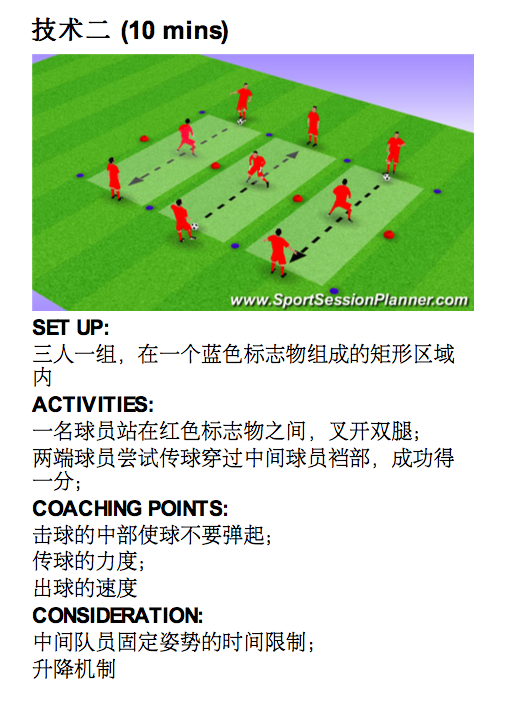 技术二 (10 mins)
www.SportSessionPlanner.com
SET UP:
三人一组，在一个蓝色标志物组成的矩形区域
内
ACTIVITIES:
一名球员站在红色标志物之间，叉开双腿；
两端球员尝试传球穿过中间球员裆部，成功得
一分；
COACHING POINTS:
击球的中部使球不要弹起；
传球的力度；
出球的速度
CONSIDERATION:
中间队员固定姿势的时间限制；
升降机制